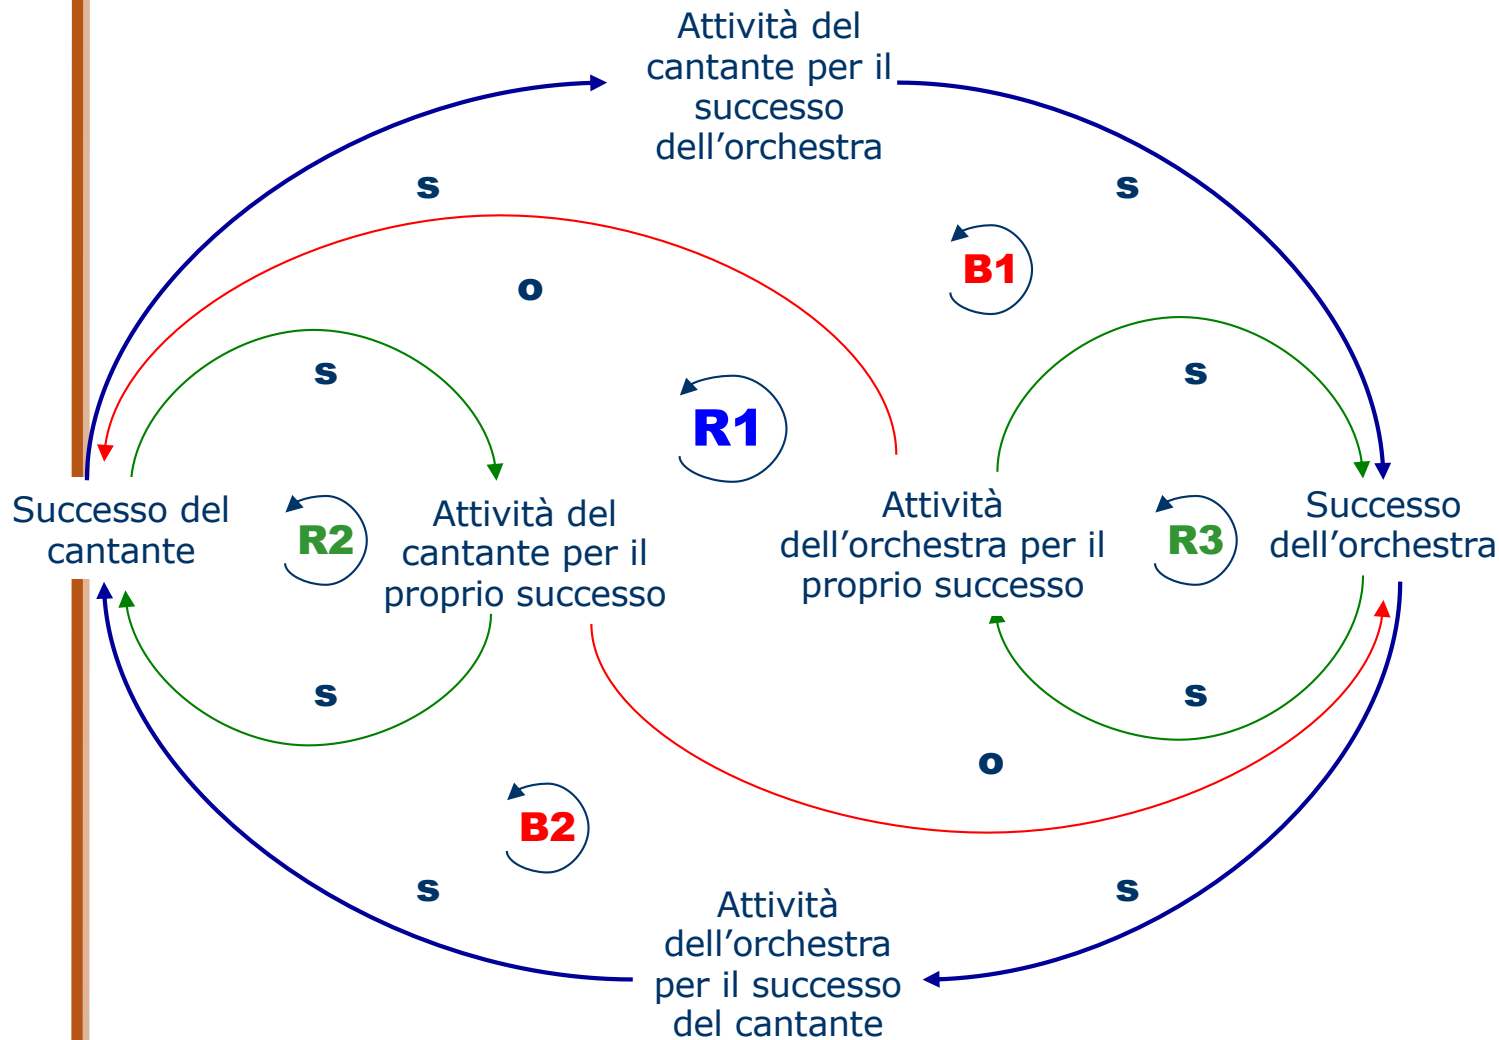 Attività del
cantante per il
successo
dell’orchestra
s
s
B1
o
s
s
R1
Successo del
cantante
R2
Attività del
cantante per il
proprio successo
Attività
dell’orchestra per il
proprio successo
R3
Successo
dell’orchestra
s
s
o
B2
s
s
Attività
dell’orchestra
per il successo
del cantante